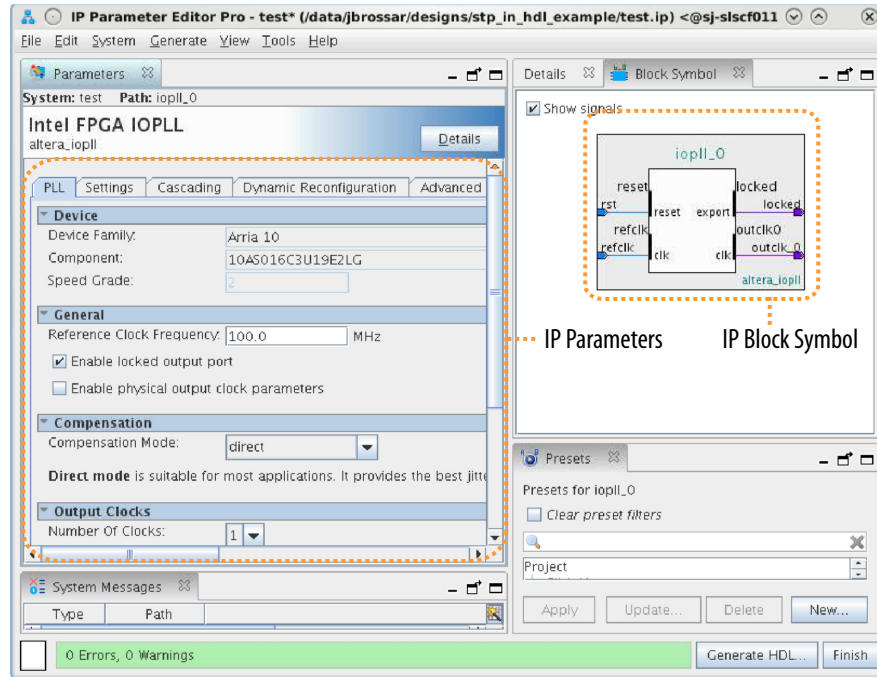 IP Parameter Editor Pro - test* (/data/jbrossar/designs/stp_in_hdl_example/test.ip) <@sj-slscf011
File Edit System Generate View Tools Help
Parameters
System: test Path: iopll_0
Intel FPGA IOPLL
altera_iopll
Details
PLL Settings Cascading Dynamic Reconfiguration Advanced
Device
Device Family: Arria 10
Component: 10AS016C3U19E2LG
Speed Grade: 2
General
Reference Clock Frequency: 100.0 MHz
Enable locked output port
Enable physical output clock parameters
Compensation
Compensation Mode: direct
Direct mode is suitable for most applications. It provides the best jitte
Output Clocks
Number Of Clocks: 1
System Messages
Type Path
0 Errors, 0 Warnings
Details Block Symbol
Show signals
iopll_0
reset locked
rst locked
reset export
refclk outclk0
refclk outclk_0
clk clk
altera_iopll
IP Parameters IP Block Symbol
Presets
Presets for iopll_0
Clear preset filters
Project
Apply Update... Delete New...
Generate HDL... Finish